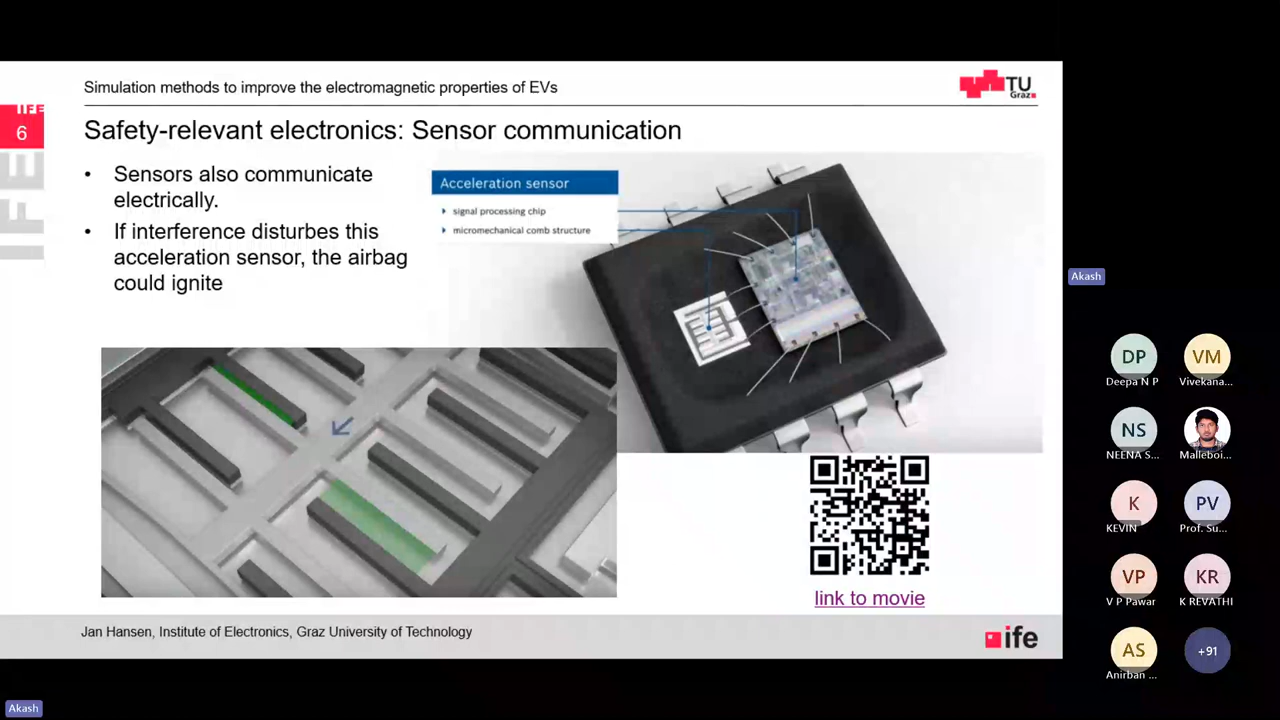 Simulation methods to improve the electromagnetic properties of EVs
TU
Graz
IFE
6
Safety-relevant electronics: Sensor communication
• Sensors also communicate
electrically.
• If interference disturbes this
acceleration sensor, the airbag
could ignite
Acceleration sensor
signal processing chip
micromechanical comb structure
IFE
link to movie
Jan Hansen, Institute of Electronics, Graz University of Technology
ife
Akash
DP
Deepa N P
VM
Vivekana...
NS
NEENA S...
Malleboi...
K
KEVIN
PV
Prof. Su...
VP
V P Pawar
KR
K REVATHI
AS
Anirban ...
+91
Akash